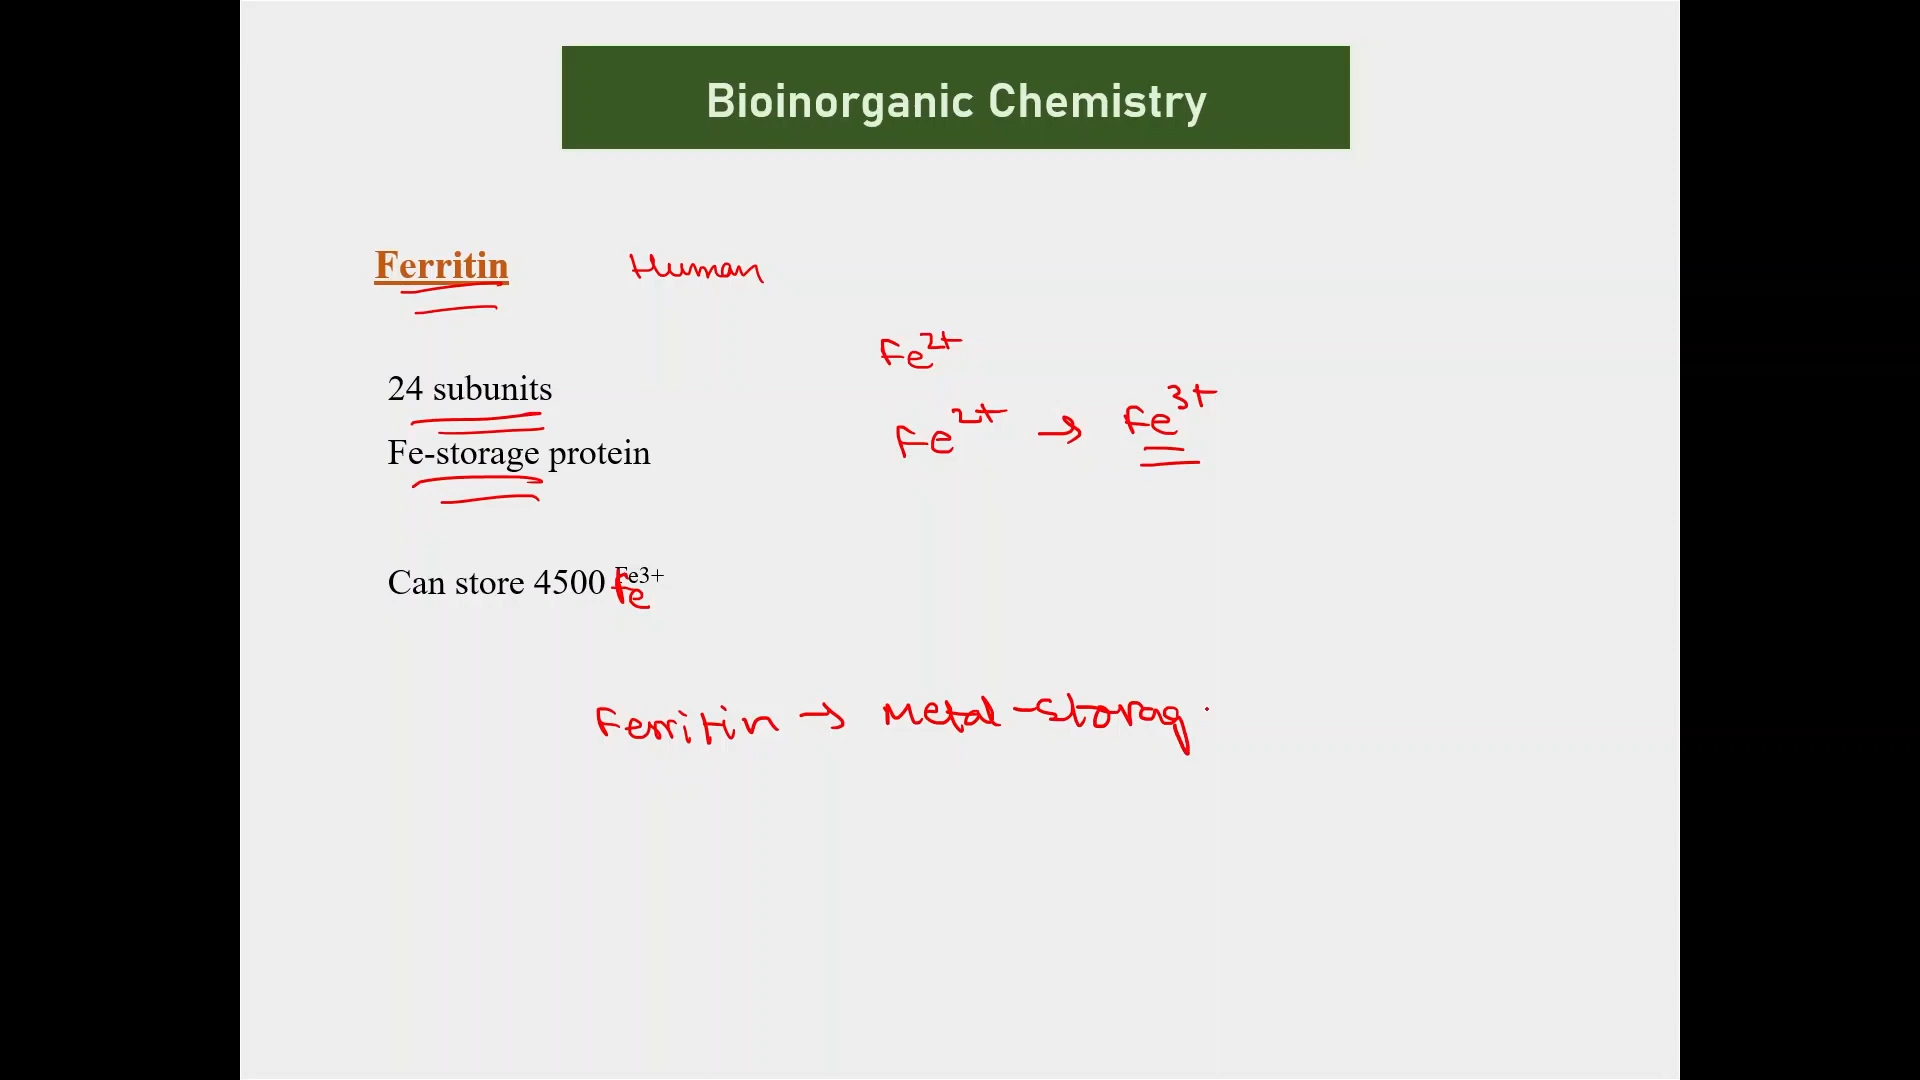 Bioinorganic Chemistry
Ferritin Human
Fe2+
24 subunits
Fe2+ → Fe3+
Fe-storage protein
Can store 4500 Fe3+
Fe
Ferritin → Metal-storag